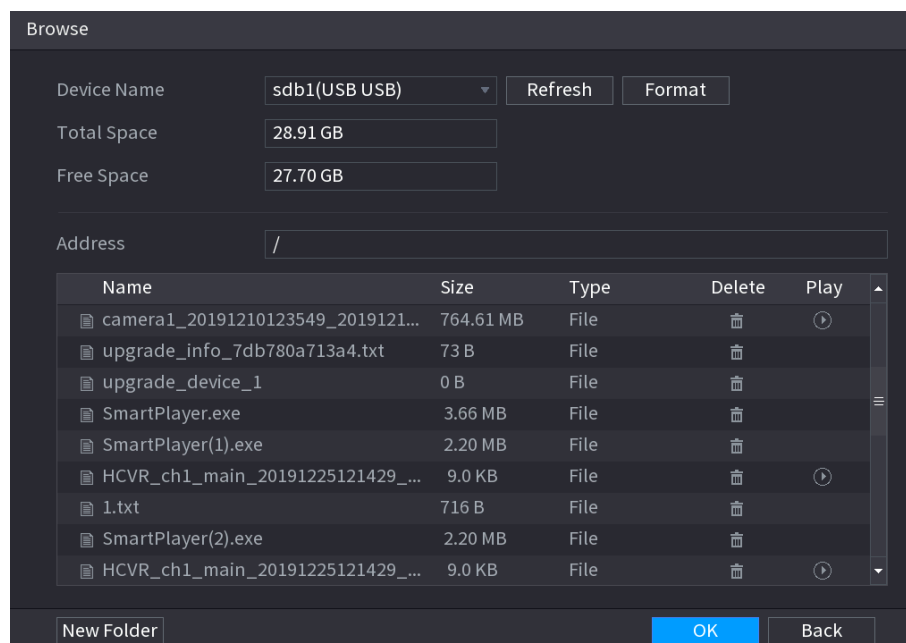 Browse
Device Name sdb1(USB USB) Refresh Format
Total Space 28.91 GB
Free Space 27.70 GB
Address /
Name Size Type Delete Play
camera1_20191210123549_2019121... 764.61 MB File
upgrade_info_7db780a713a4.txt 73 B File
upgrade_device_1 0 B File
SmartPlayer.exe 3.66 MB File
SmartPlayer(1).exe 2.20 MB File
HCVR_ch1_main_20191225121429_... 9.0 KB File
1.txt 716 B File
SmartPlayer(2).exe 2.20 MB File
HCVR_ch1_main_20191225121429_... 9.0 KB File
New Folder OK Back